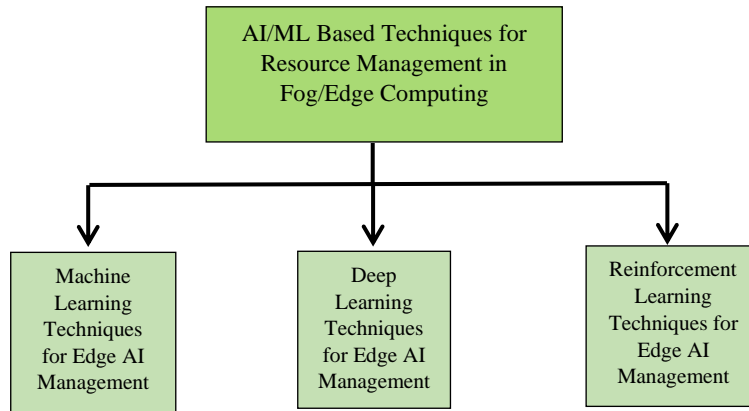 AI/ML Based Techniques for
Resource Management in
Fog/Edge Computing
Machine
Learning
Techniques
for Edge AI
Management
Deep
Learning
Techniques
for Edge AI
Management
Reinforcement
Learning
Techniques for
Edge AI
Management